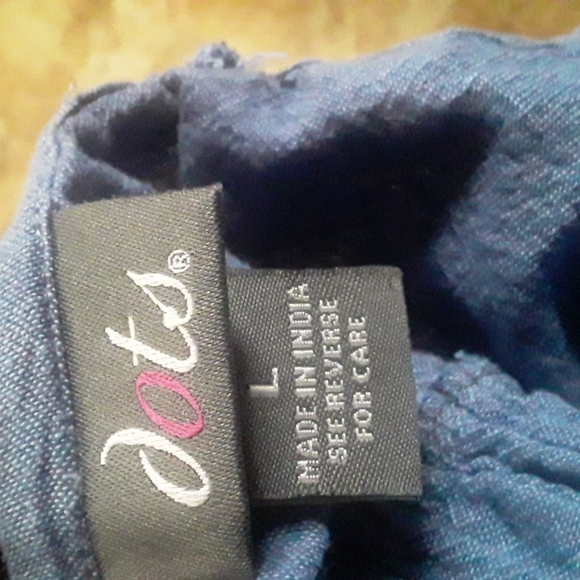 dots®
L
MADE IN INDIA
SEE REVERSE
FOR CARE